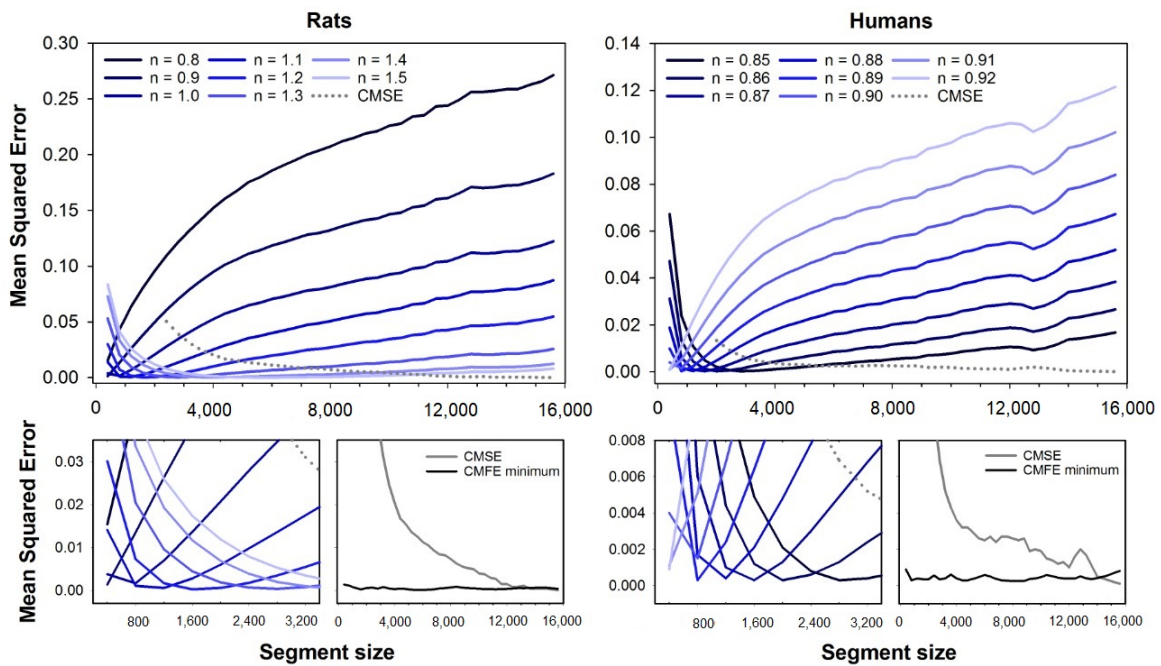 Rats
Humans
Mean Squared Error
0.30
0.25
0.20
0.15
0.10
0.05
0.00
n = 0.8 n = 1.1 n = 1.4
n = 0.9 n = 1.2 n = 1.5
n = 1.0 n = 1.3 CMSE
0 4,000 8,000 12,000 16,000
0.14
0.12
0.10
0.08
0.06
0.04
0.02
0.00
n = 0.85 n = 0.88 n = 0.91
n = 0.86 n = 0.89 n = 0.92
n = 0.87 n = 0.90 CMSE
0 4,000 8,000 12,000 16,000
Mean Squared Error
0.03
0.02
0.01
0.00
800 1,600 2,400 3,200
CMSE
CMFE minimum
0 4,000 8,000 12,000 16,000
Segment size
0.008
0.006
0.004
0.002
0.000
800 1,600 2,400 3,200
CMSE
CMFE minimum
0 4,000 8,000 12,000 16,000
Segment size